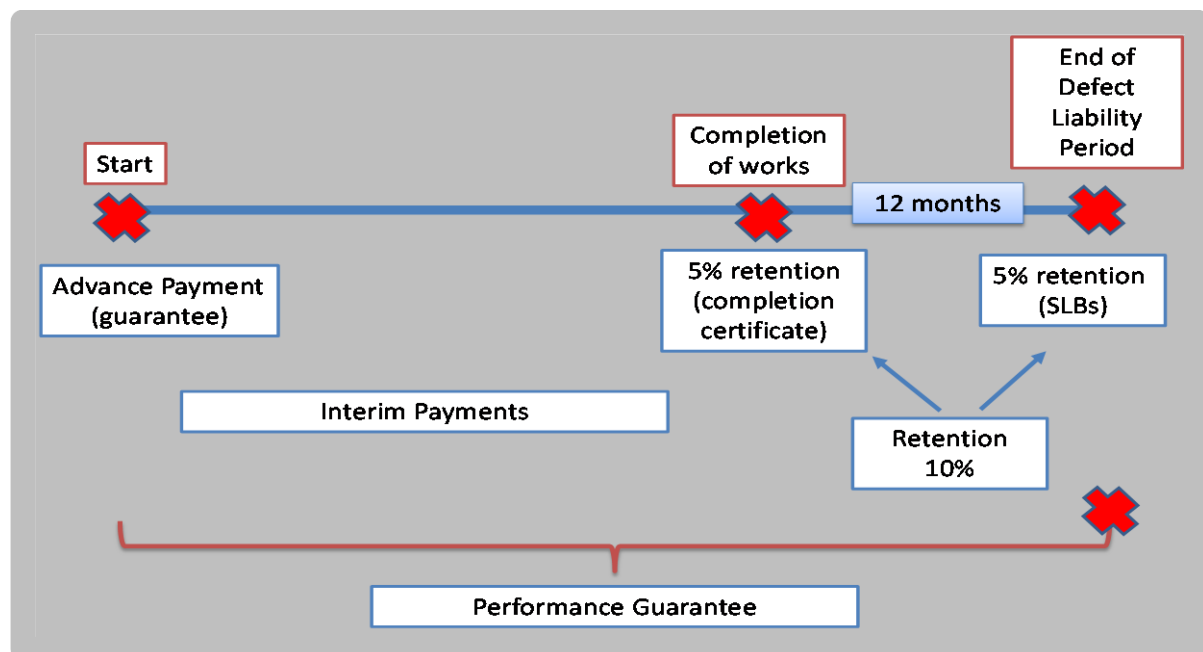 Start
Completion
of works
End of
Defect
Liability
Period
12 months
Advance Payment
(guarantee)
5% retention
(completion
certificate)
5% retention
(SLBs)
Interim Payments
Retention
10%
Performance Guarantee